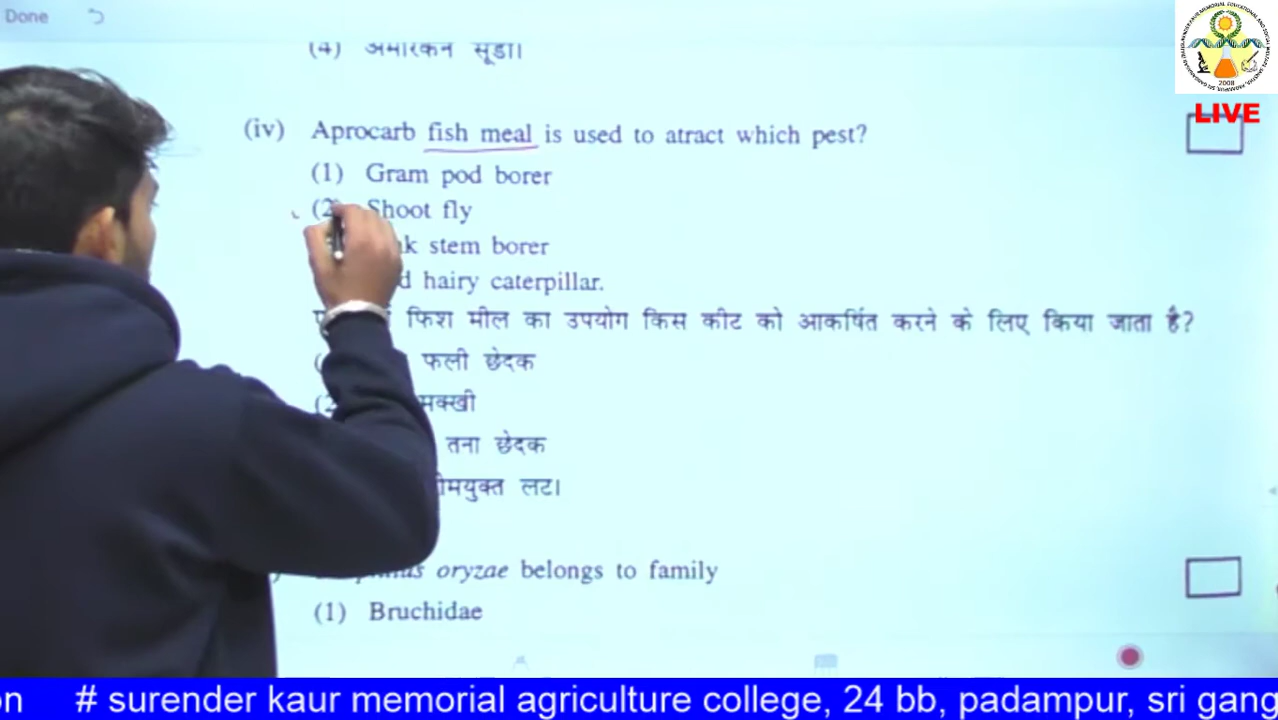 Done
LIVE
2008
(4) अमेरिकन सूंडी।
(iv) Aprocarb fish meal is used to atract which pest?
(1) Gram pod borer
(2) Shoot fly
stem borer
hairy caterpillar.
फिश मील का उपयोग किस कीट को आकर्षित करने के लिए किया जाता है?
फली छेदक
मक्खी
तना छेदक
लट।
oryzae belongs to family
(1) Bruchidae
# surender kaur memorial agriculture college, 24 bb, padampur, sri gang